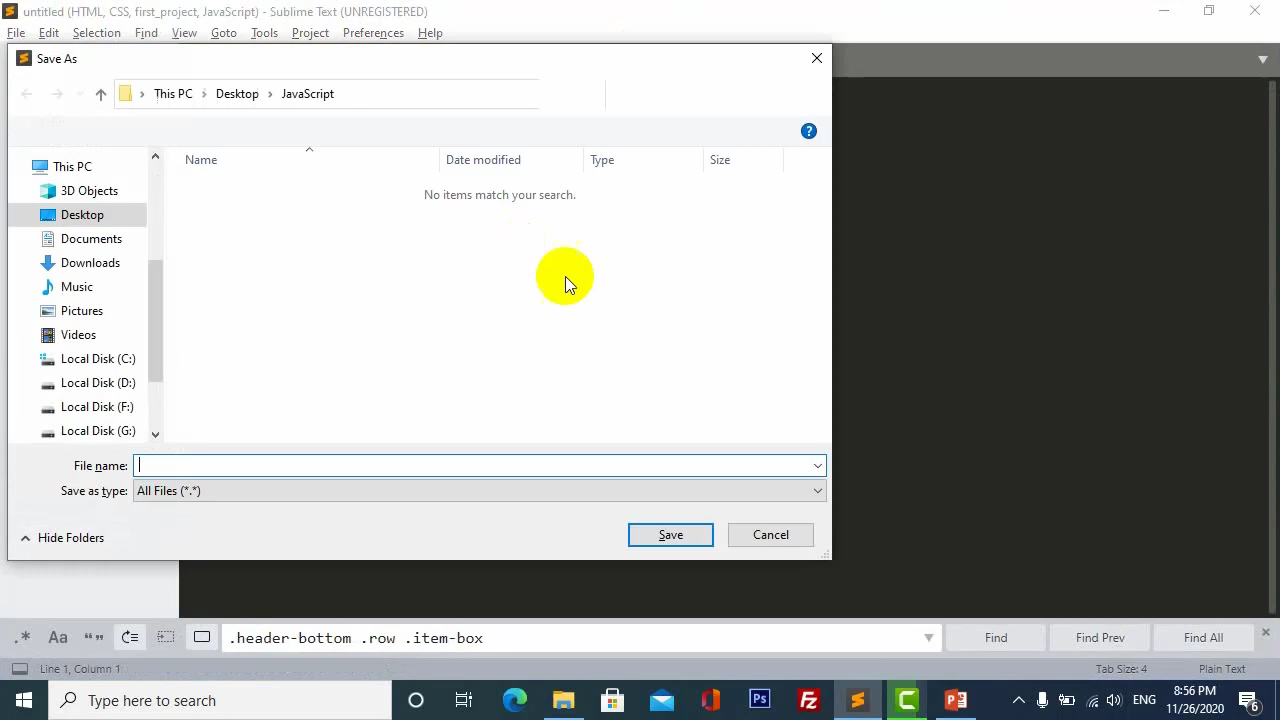 untitled (HTML, CSS, first_project, JavaScript) - Sublime Text (UNREGISTERED)
File Edit Selection Find View Goto Tools Project Preferences Help
Save As
This PC > Desktop > JavaScript
?
Name Date modified Type Size
No items match your search.
This PC
3D Objects
Desktop
Documents
Downloads
Music
Pictures
Videos
Local Disk (C:)
Local Disk (D:)
Local Disk (F:)
Local Disk (G:)
File name:
Save as type: All Files (*.*)
Hide Folders
Save Cancel
.* Aa “” .header-bottom .row .item-box Find Find Prev Find All
Line 1, Column 1 Tab Size: 4 Plain Text
Type here to search Ps Fz ENG 8:56 PM
11/26/2020 6